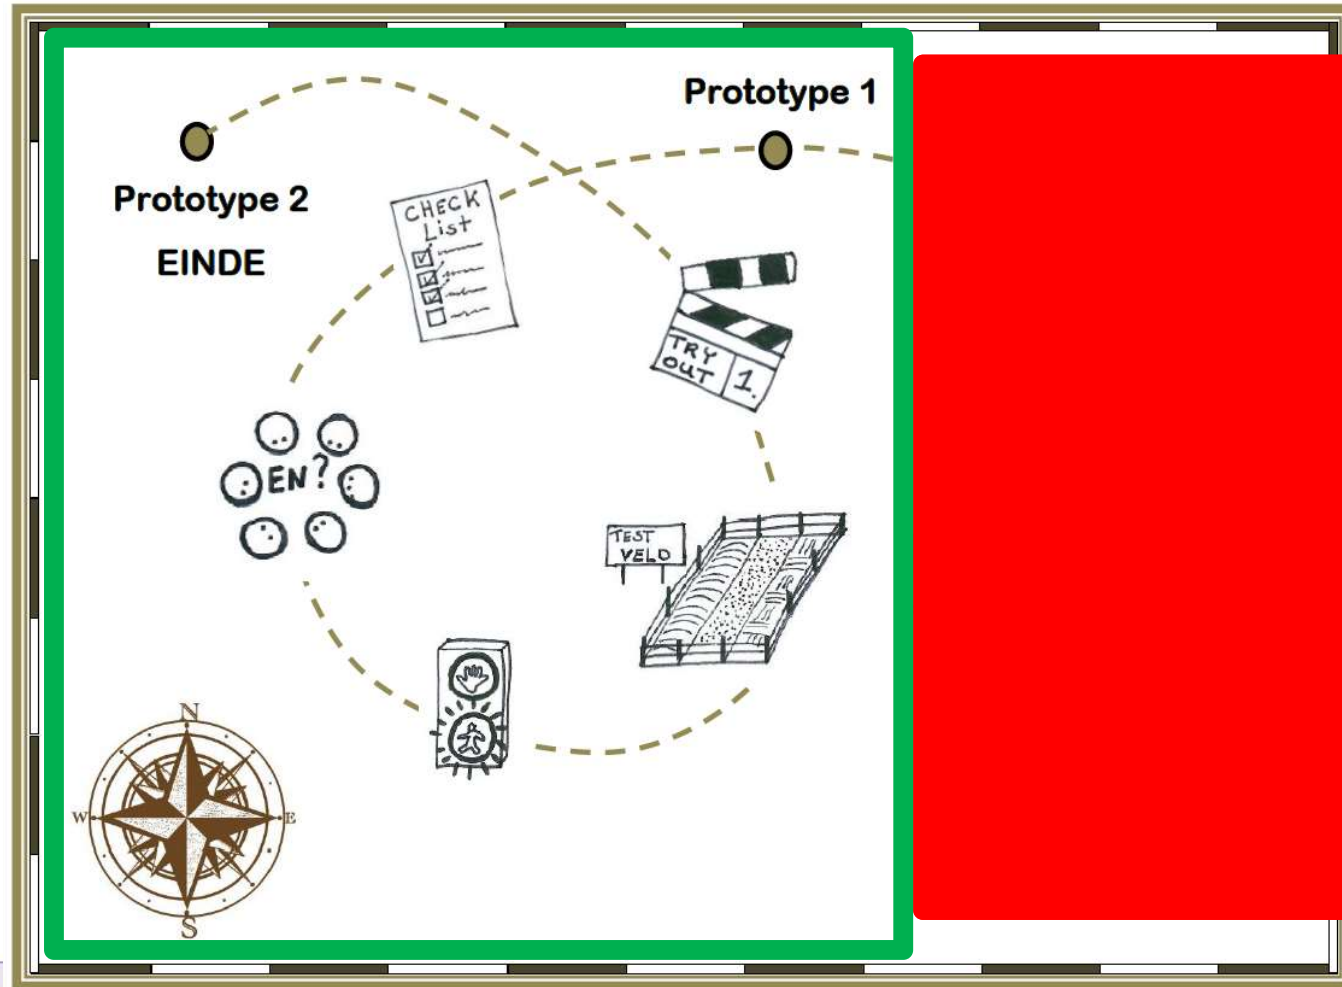 Prototype 1
Prototype 2
EINDE
CHECK
List
TRY
OUT
1.
EN?
TEST
VELD
N
W
E
S